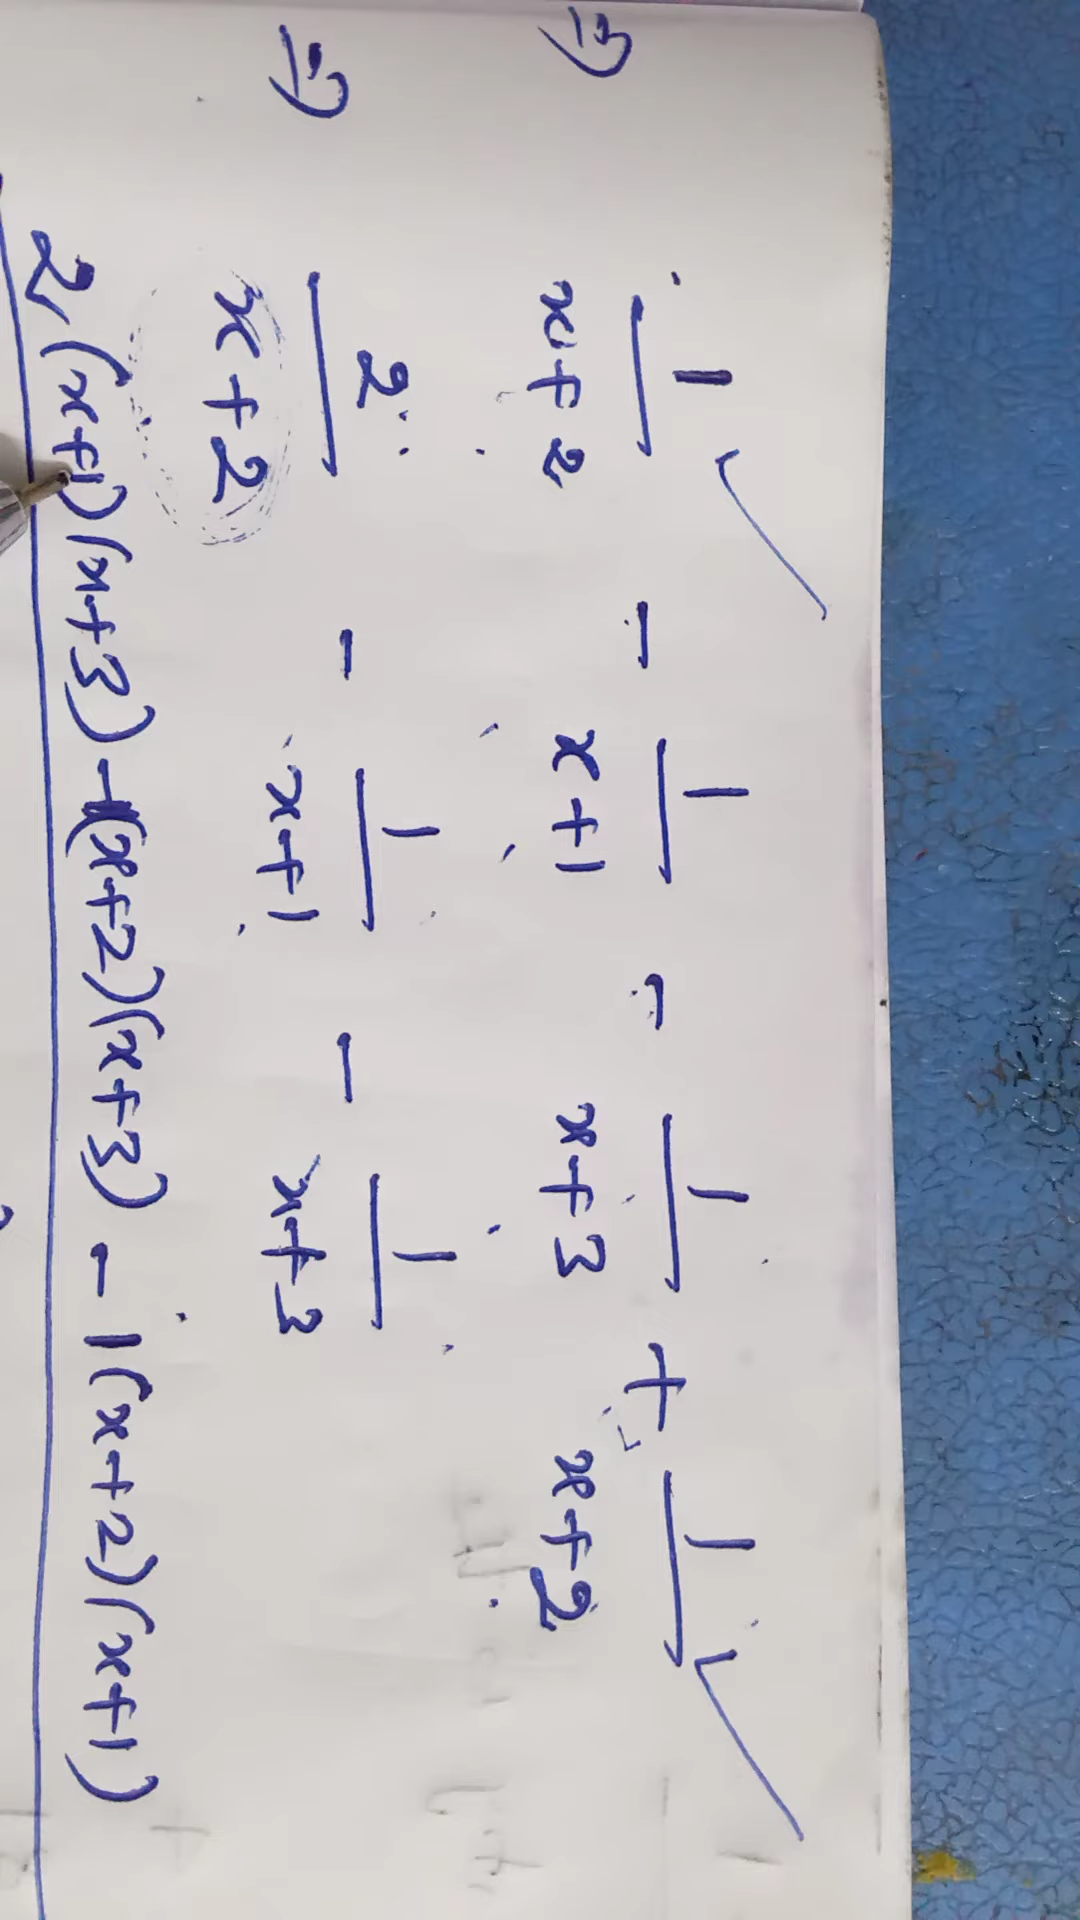 ⇒ 1/(x+2) - 1/(x+1) - 1/(x+3) + 1/(x+2)
⇒ 2/(x+2) - 1/(x+1) - 1/(x+3)
2(x+1)(x+3) - 1(x+2)(x+3) - 1(x+2)(x+1)